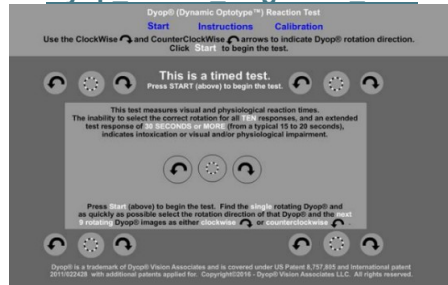 Dyop® (Dynamic Optotype™) Reaction Test
Start Instructions Calibration
Use the ClockWise and CounterClockWise arrows to indicate Dyop® rotation direction.
Click Start to begin the test.
This is a timed test.
Press START (above) to begin the test.
This test measures visual and physiological reaction times.
The inability to select the correct rotation for all TEN responses, and an extended
test response of 30 SECONDS or MORE (from a typical 15 to 20 seconds),
indicates intoxication or visual and/or physiological impairment.
Press Start (above) to begin the test. Find the single rotating Dyop® and
as quickly as possible select the rotation direction of that Dyop® and the next
9 rotating Dyop® images as either clockwise or counterclockwise .
Dyop® is a trademark of Dyop® Vision Associates and is covered under US Patent 8,757,805 and International patent
2011/022428 with additional patents applied for. Copyright©2016 - Dyop® Vision Associates LLC. All rights reserved.